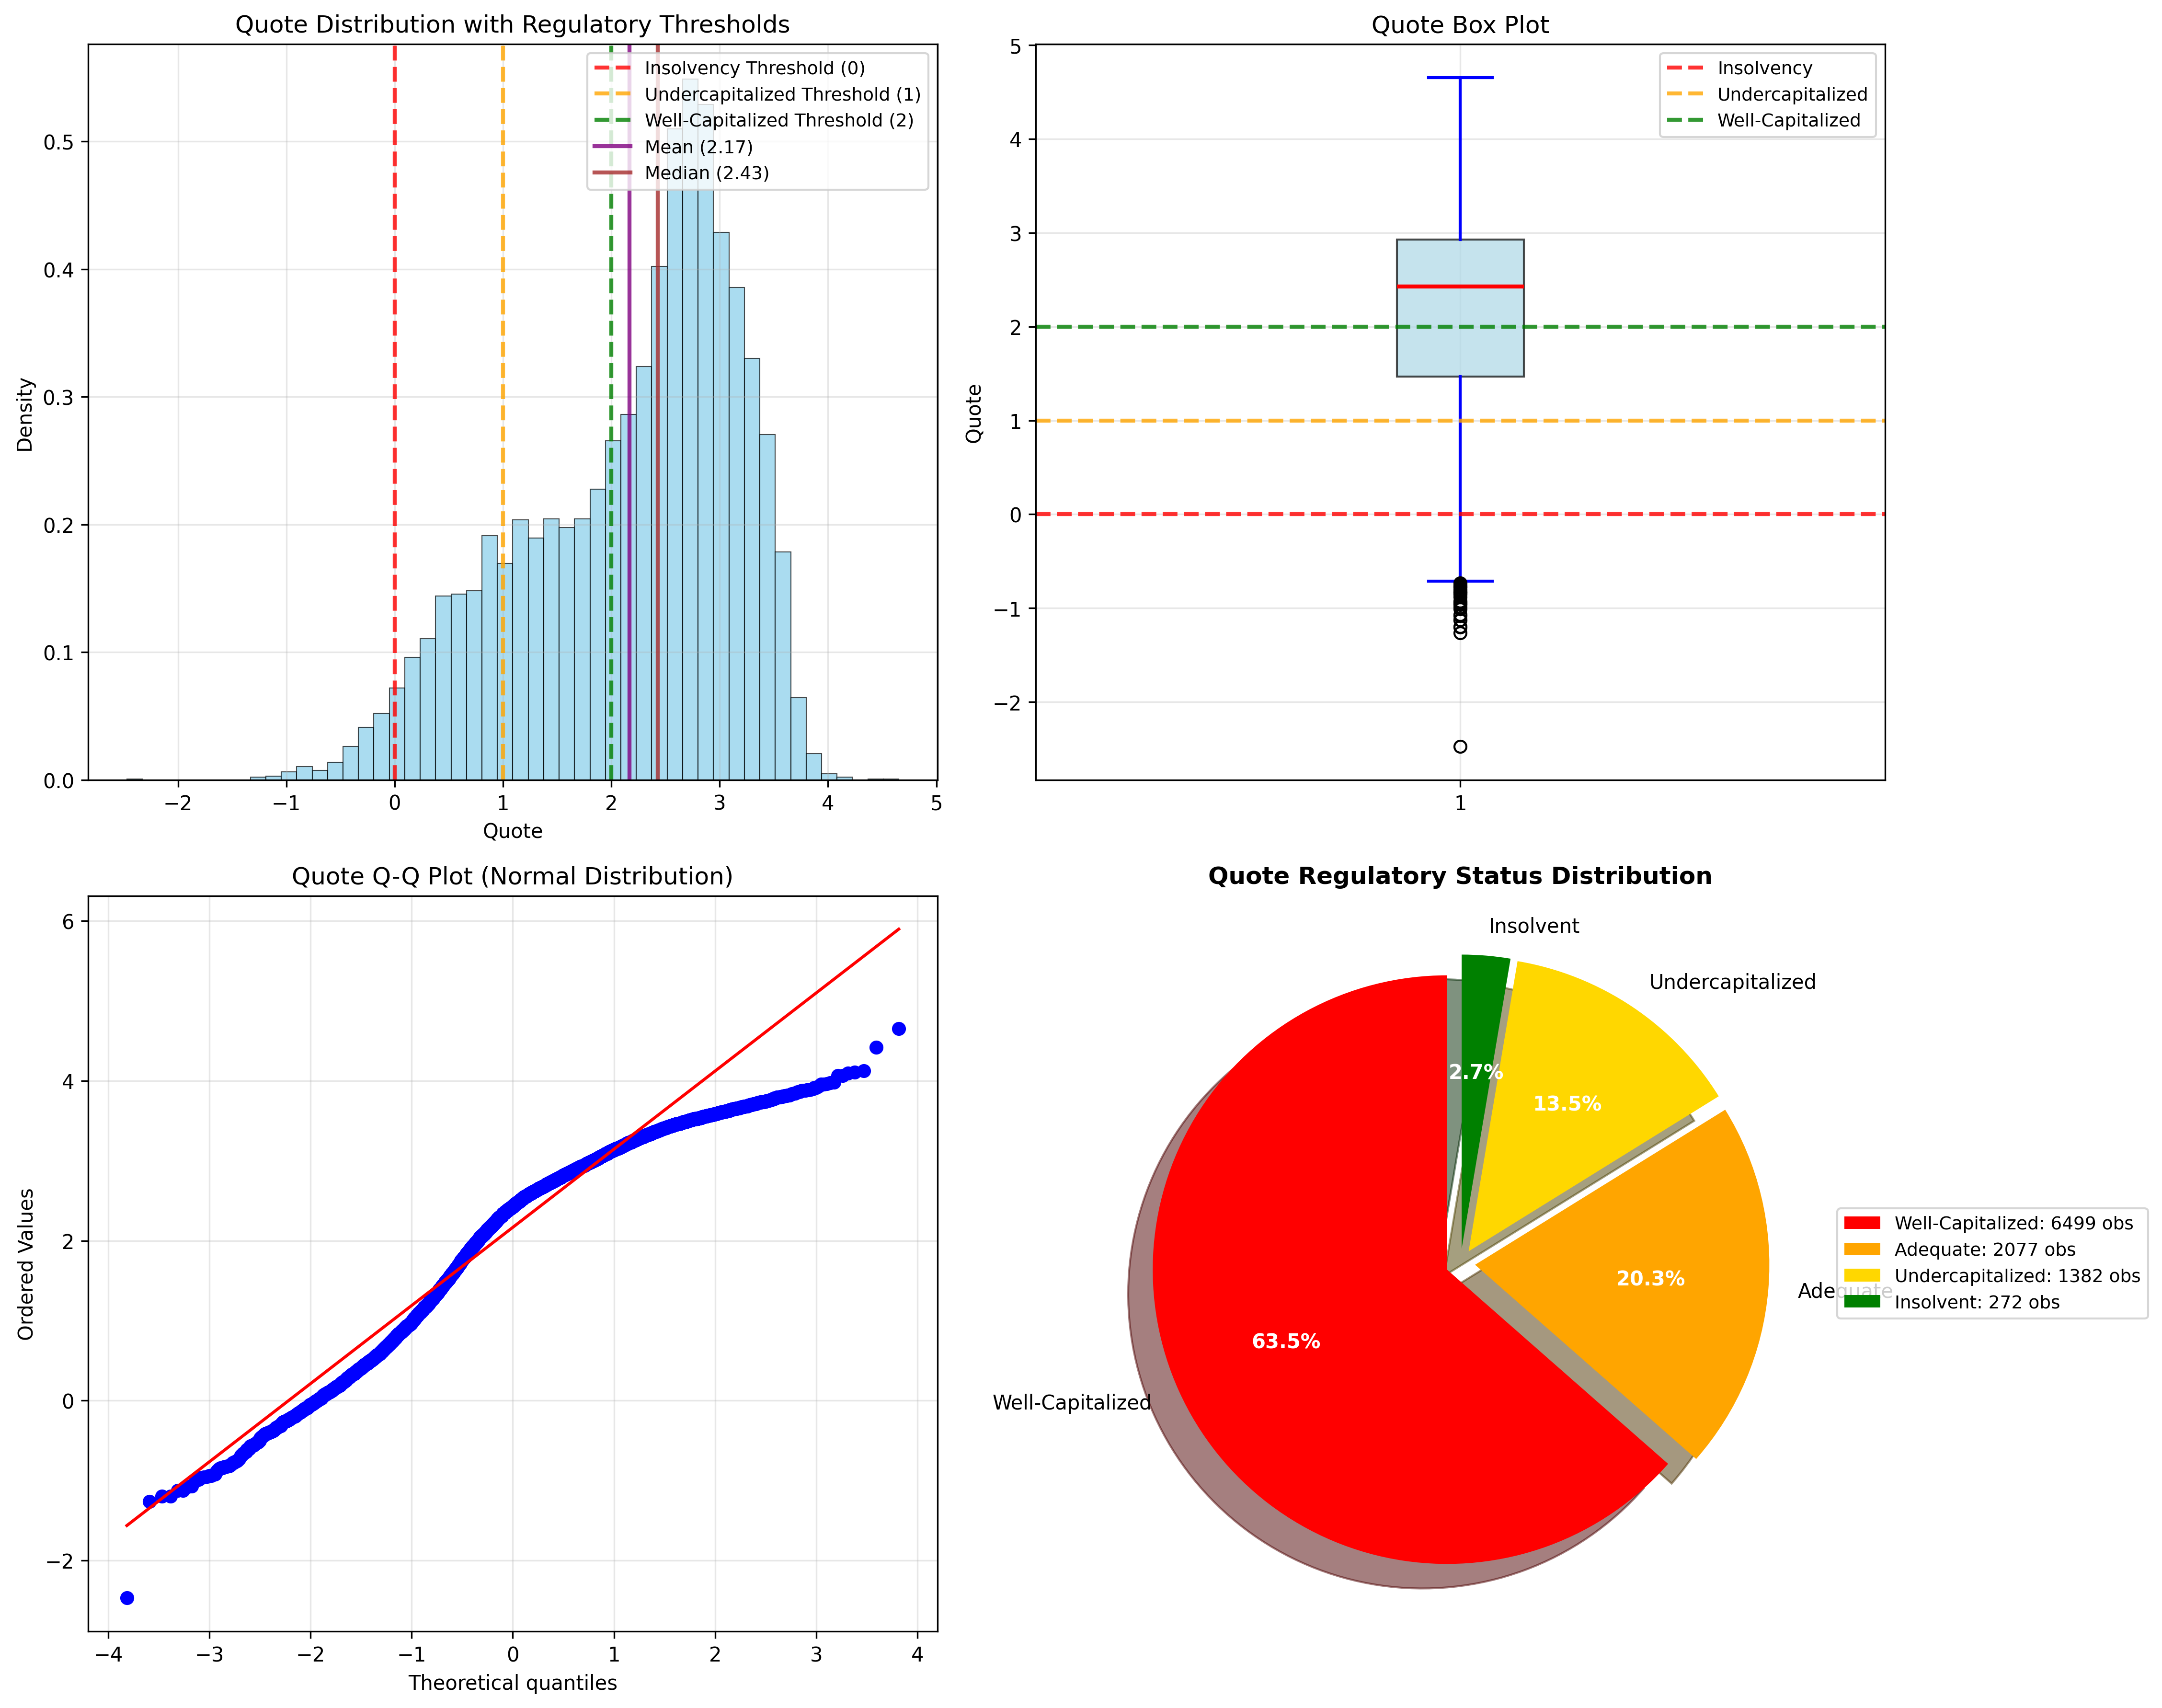 Quote Distribution with Regulatory Thresholds
Insolvency Threshold (0)
Undercapitalized Threshold (1)
Well-Capitalized Threshold (2)
Mean (2.17)
Median (2.43)
Density
0.5
0.4
0.3
0.2
0.1
0.0
−2
−1
0
1
2
3
4
5
Quote
Quote Box Plot
Insolvency
Undercapitalized
Well-Capitalized
Quote
5
4
3
2
1
0
−1
−2
1
Quote Q-Q Plot (Normal Distribution)
Ordered Values
6
4
2
0
−2
−4
−3
−2
−1
0
1
2
3
4
Theoretical quantiles
Quote Regulatory Status Distribution
Insolvent
Undercapitalized
2.7%
13.5%
20.3%
63.5%
Adequate
Well-Capitalized
Well-Capitalized: 6499 obs
Adequate: 2077 obs
Undercapitalized: 1382 obs
Insolvent: 272 obs